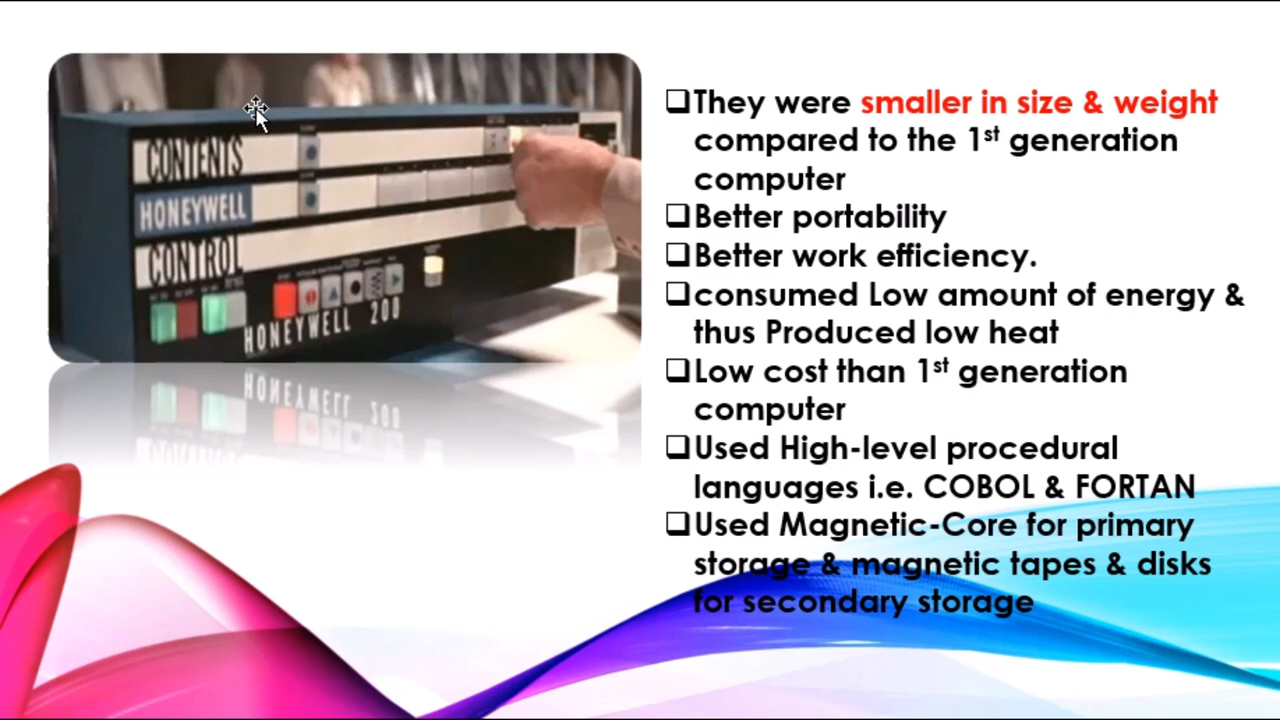 CONTENTS
HONEYWELL
CONTROL
HONEYWELL 200
❑They were smaller in size & weight
compared to the 1st generation
computer
❑Better portability
❑Better work efficiency.
❑consumed Low amount of energy &
thus Produced low heat
❑Low cost than 1st generation
computer
❑Used High-level procedural
languages i.e. COBOL & FORTAN
❑Used Magnetic-Core for primary
storage & magnetic tapes & disks
for secondary storage